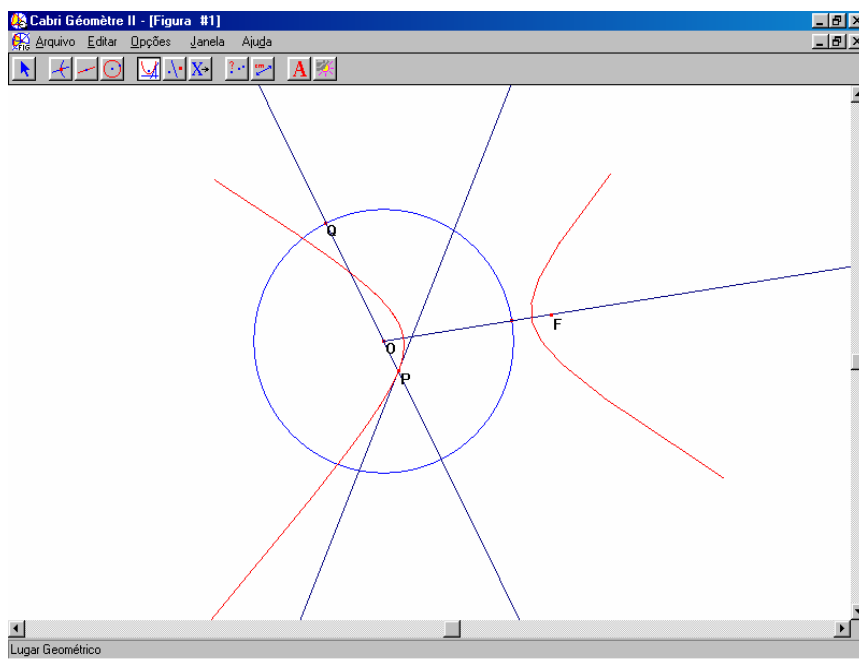 Cabri Géomètre II - [Figura #1]
Arquivo Editar Opções Janela Ajuda
A
Q
O
F
P
Lugar Geométrico